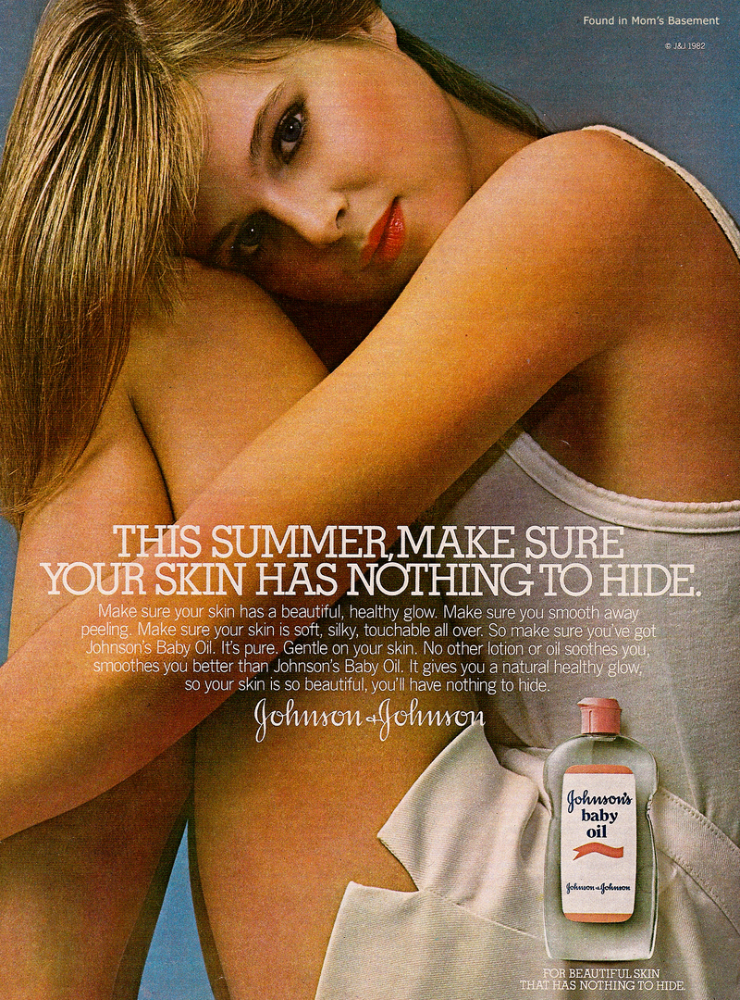 Found in Mom's Basement
© J&J 1982
THIS SUMMER, MAKE SURE
YOUR SKIN HAS NOTHING TO HIDE.
Make sure your skin has a beautiful, healthy glow. Make sure you smooth away
peeling. Make sure your skin is soft, silky, touchable all over. So make sure you've got
Johnson's Baby Oil. It's pure. Gentle on your skin. No other lotion or oil soothes you,
smoothes you better than Johnson's Baby Oil. It gives you a natural healthy glow,
so your skin is so beautiful, you'll have nothing to hide.
Johnson & Johnson
Johnson's
baby
oil
Johnson & Johnson
FOR BEAUTIFUL SKIN
THAT HAS NOTHING TO HIDE.